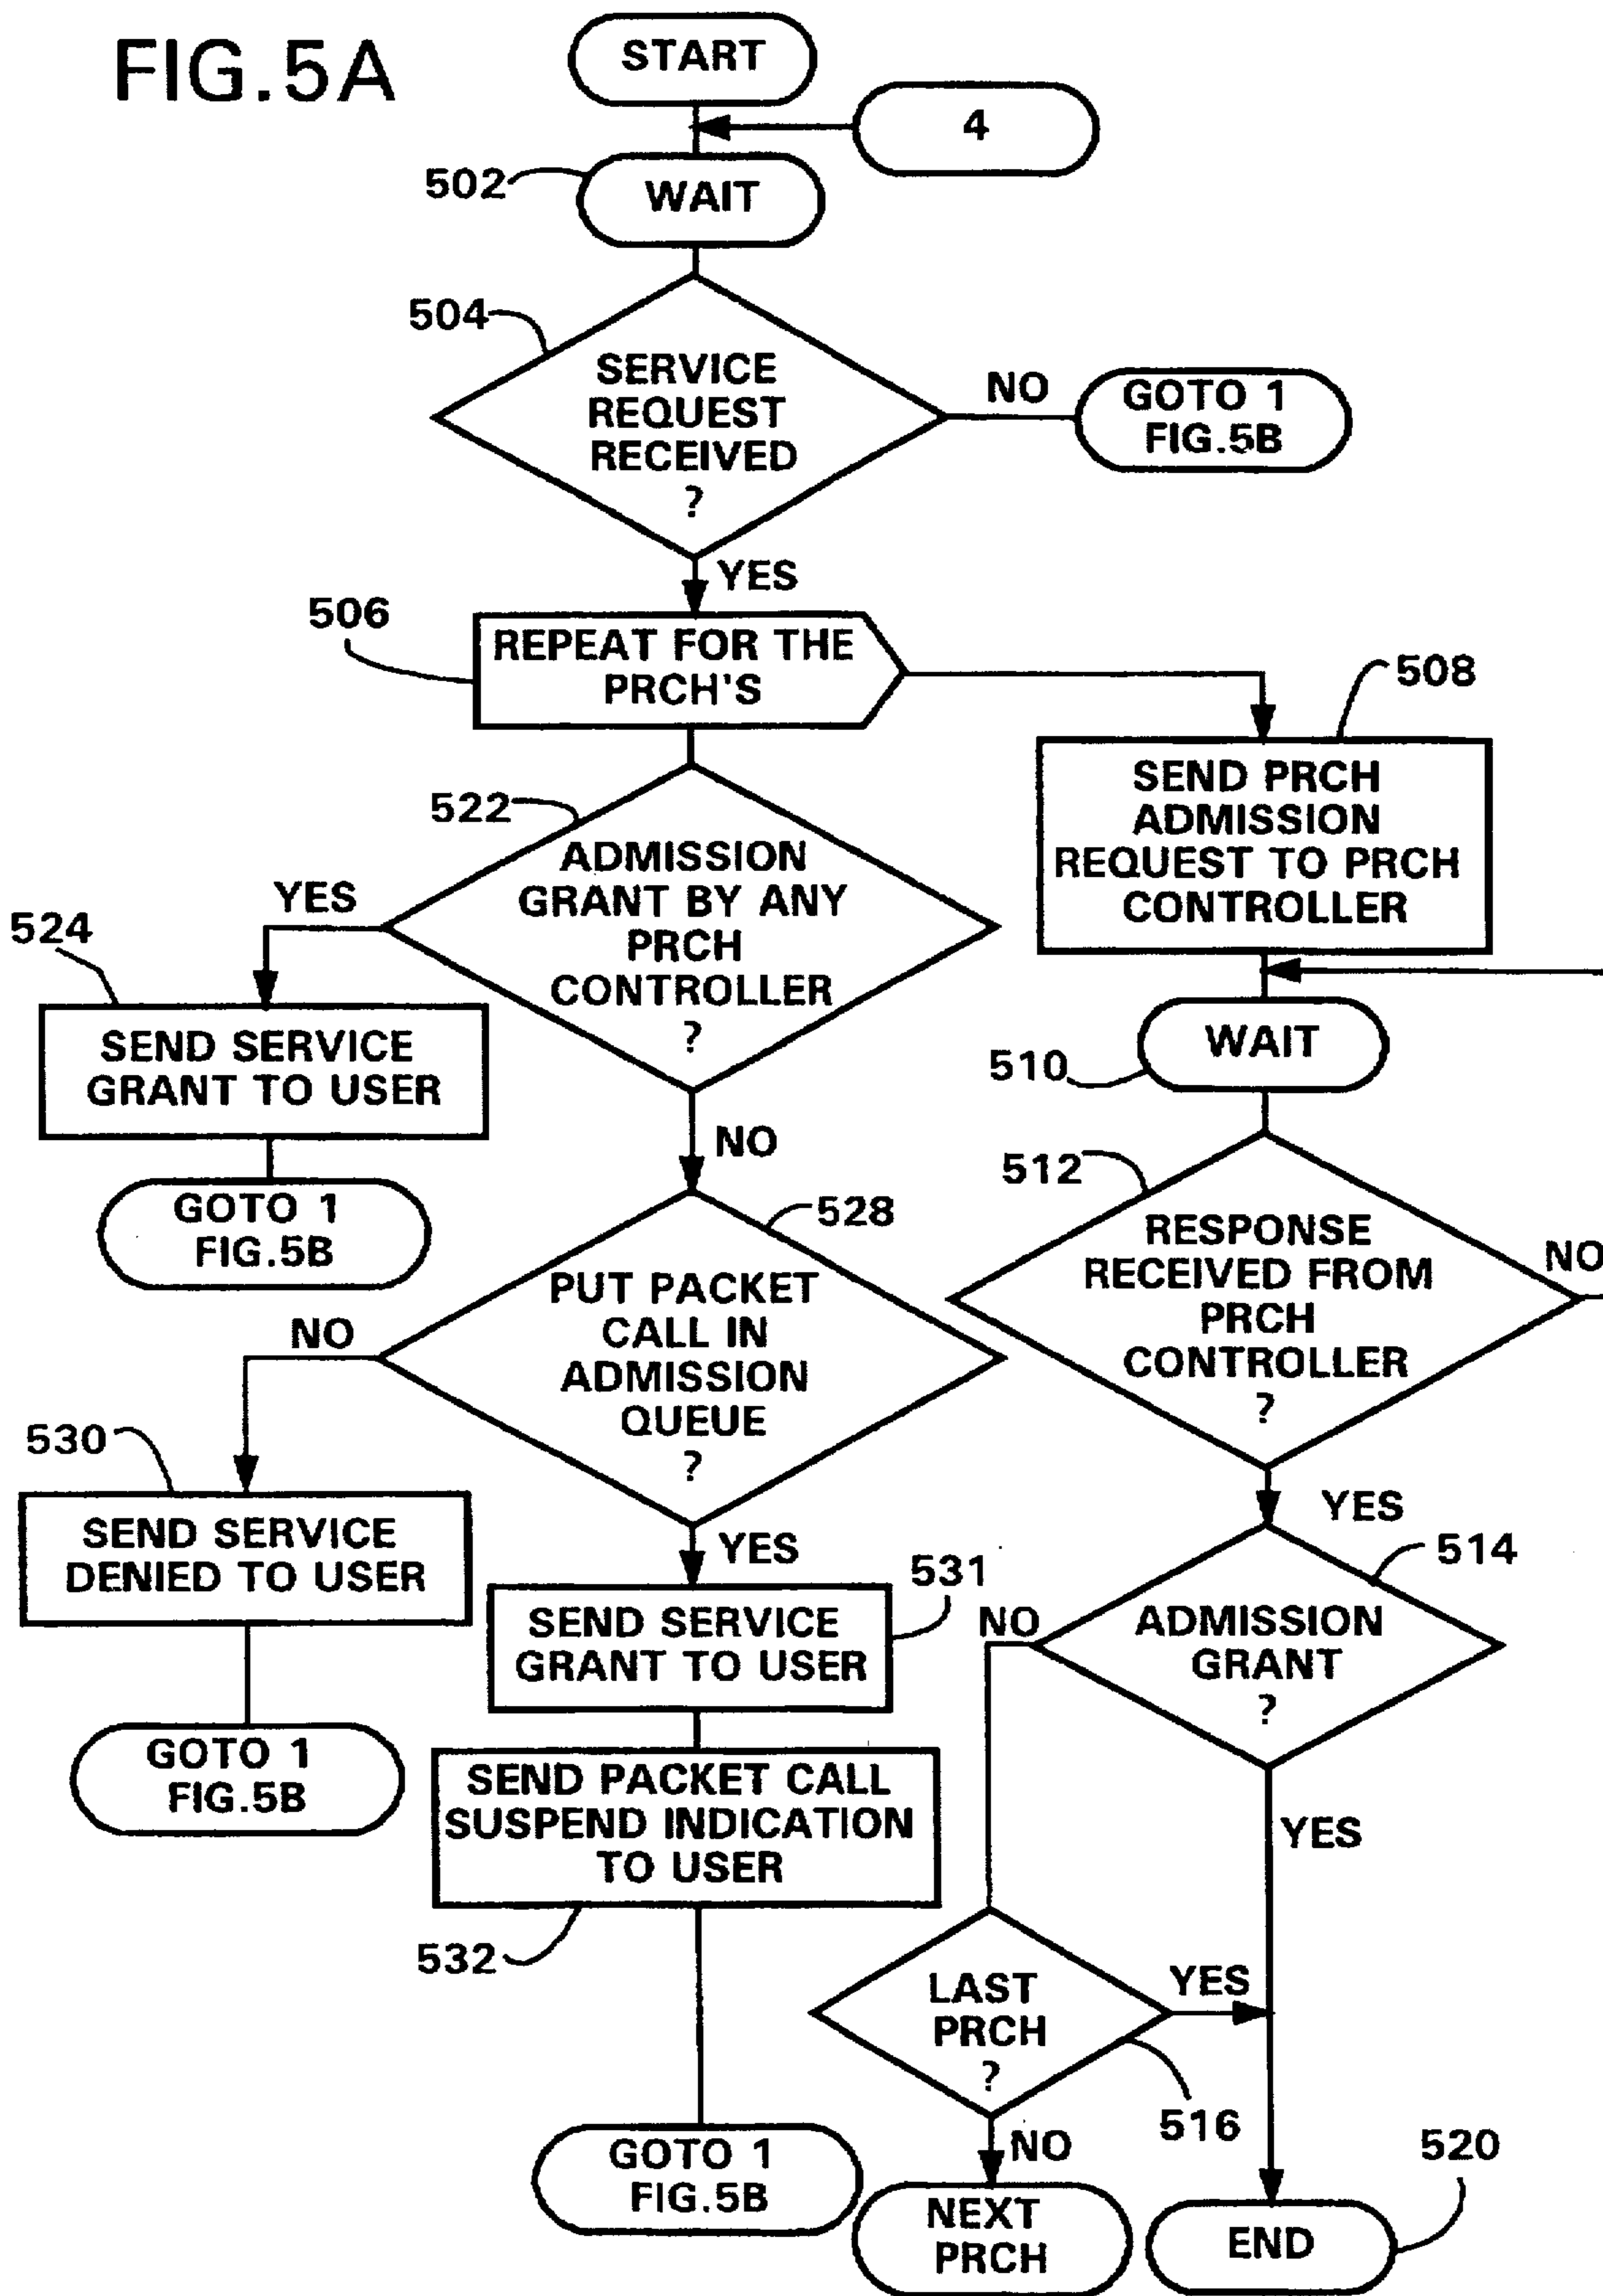 FIG.5A
START
4
502
WAIT
504
SERVICE
REQUEST
RECEIVED
?
NO
GOTO 1
FIG.5B
YES
506
REPEAT FOR THE
PRCH'S
508
SEND PRCH
ADMISSION
REQUEST TO PRCH
CONTROLLER
522
ADMISSION
GRANT BY ANY
PRCH
CONTROLLER
?
YES
524
SEND SERVICE
GRANT TO USER
GOTO 1
FIG.5B
NO
510
WAIT
512
RESPONSE
RECEIVED FROM
PRCH
CONTROLLER
?
NO
YES
528
PUT PACKET
CALL IN
ADMISSION
QUEUE
?
NO
530
SEND SERVICE
DENIED TO USER
GOTO 1
FIG.5B
YES
531
SEND SERVICE
GRANT TO USER
SEND PACKET CALL
SUSPEND INDICATION
TO USER
532
GOTO 1
FIG.5B
514
ADMISSION
GRANT
?
NO
YES
LAST
PRCH
?
YES
516
NO
NEXT
PRCH
520
END